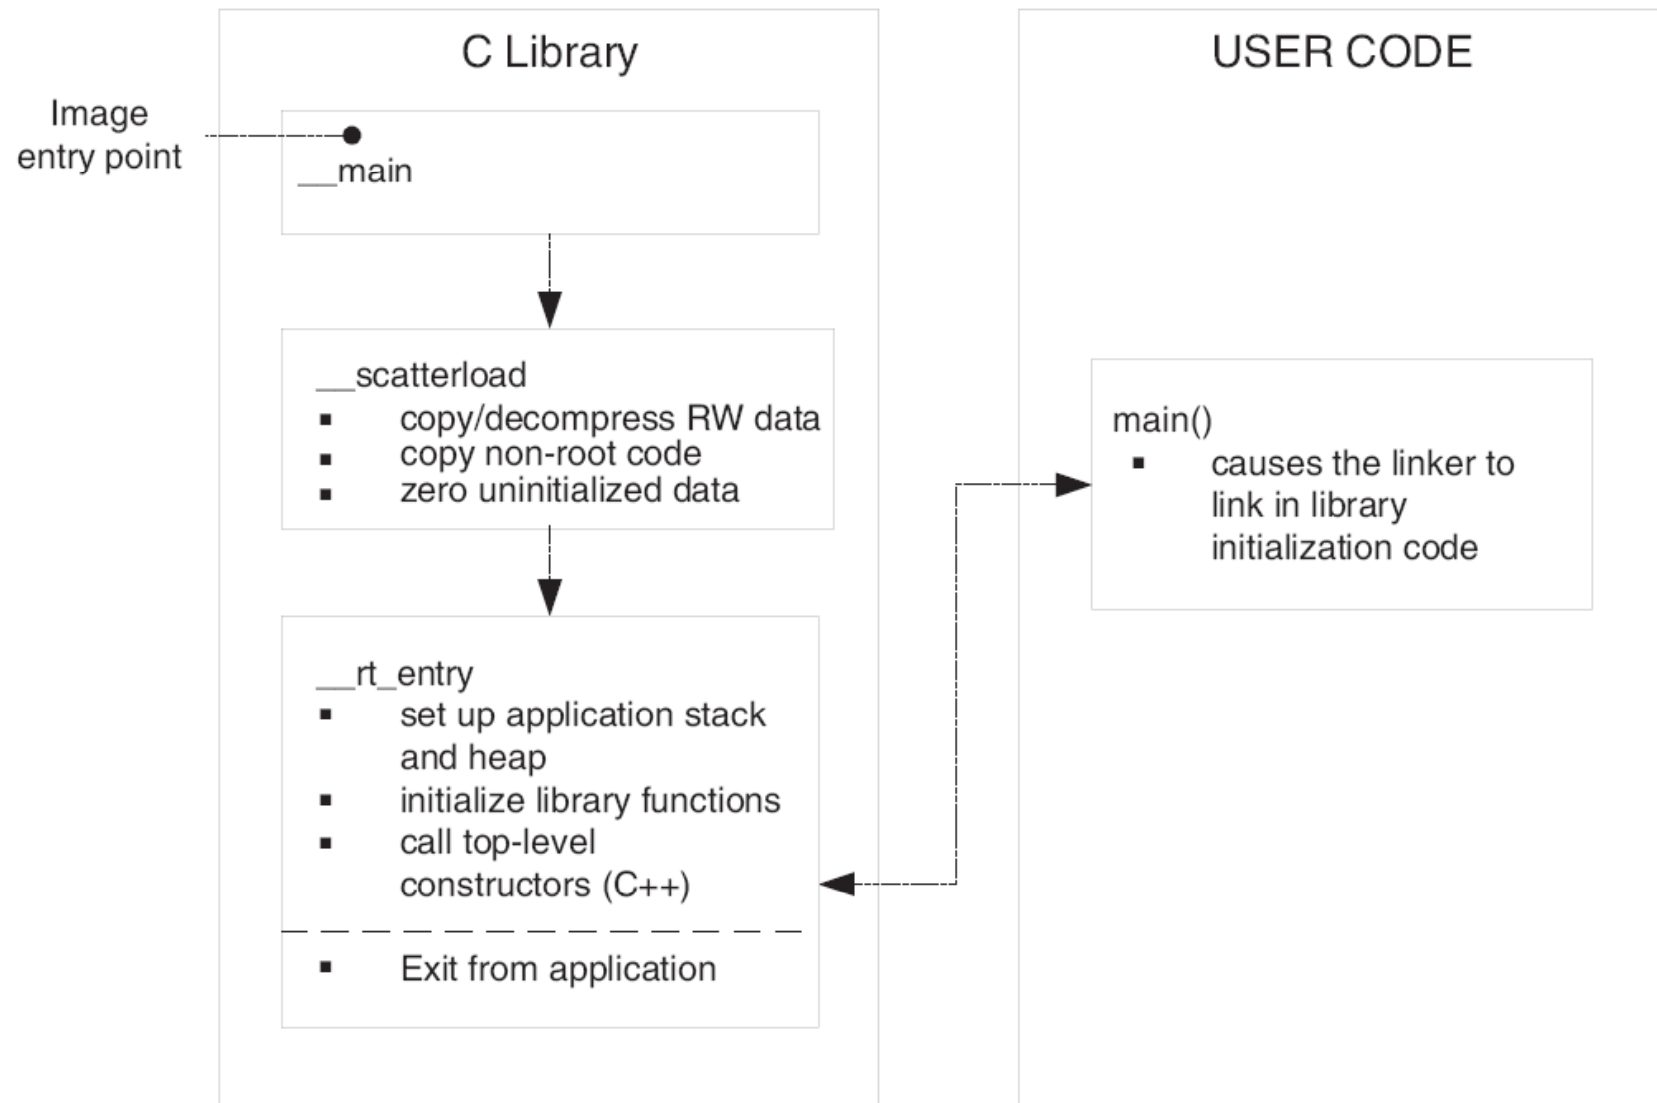 C Library
USER CODE
Image
entry point
__main
__scatterload
▪ copy/decompress RW data
▪ copy non-root code
▪ zero uninitialized data
main()
▪ causes the linker to
link in library
initialization code
__rt_entry
▪ set up application stack
and heap
▪ initialize library functions
▪ call top-level
constructors (C++)
▪ Exit from application